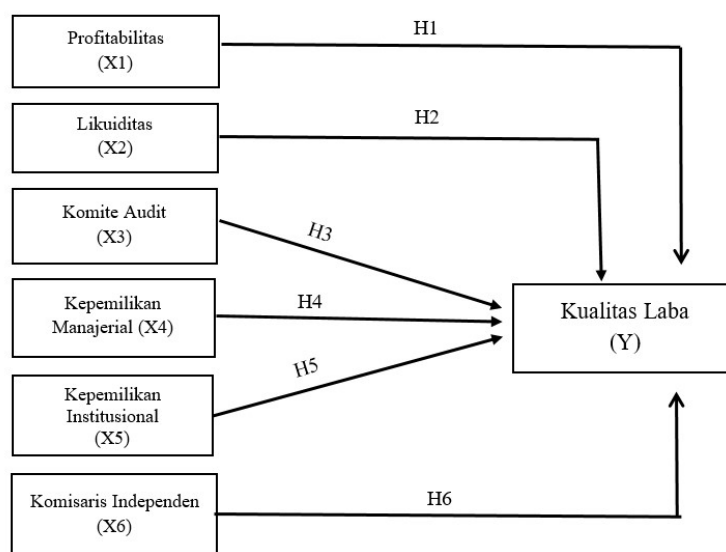 Profitabilitas
(X1)
H1
Likuiditas
(X2)
H2
Komite Audit
(X3)
H3
Kepemilikan
Manajerial (X4)
H4
Kualitas Laba
(Y)
Kepemilikan
Institusional
(X5)
H5
Komisaris Independen
(X6)
H6